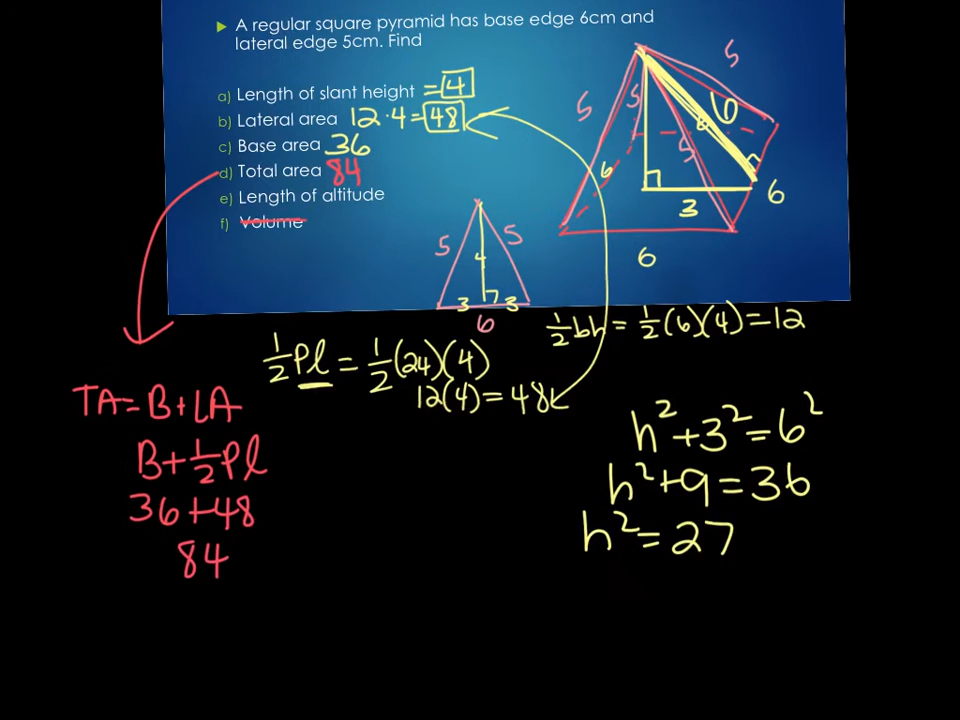 A regular square pyramid has base edge 6cm and
lateral edge 5cm. Find
a) Length of slant height = 4
b) Lateral area 12 · 4 = 48
c) Base area 36
d) Total area 84
e) Length of altitude
f) Volume
5
5
5
5
6
6
6
3
6
5
5
4
3
3
6
½bh = ½(6)(4) = 12
½Pl = ½(24)(4)
12(4) = 48
TA = B + LA
B + ½Pl
36 + 48
84
h² + 3² = 6²
h² + 9 = 36
h² = 27